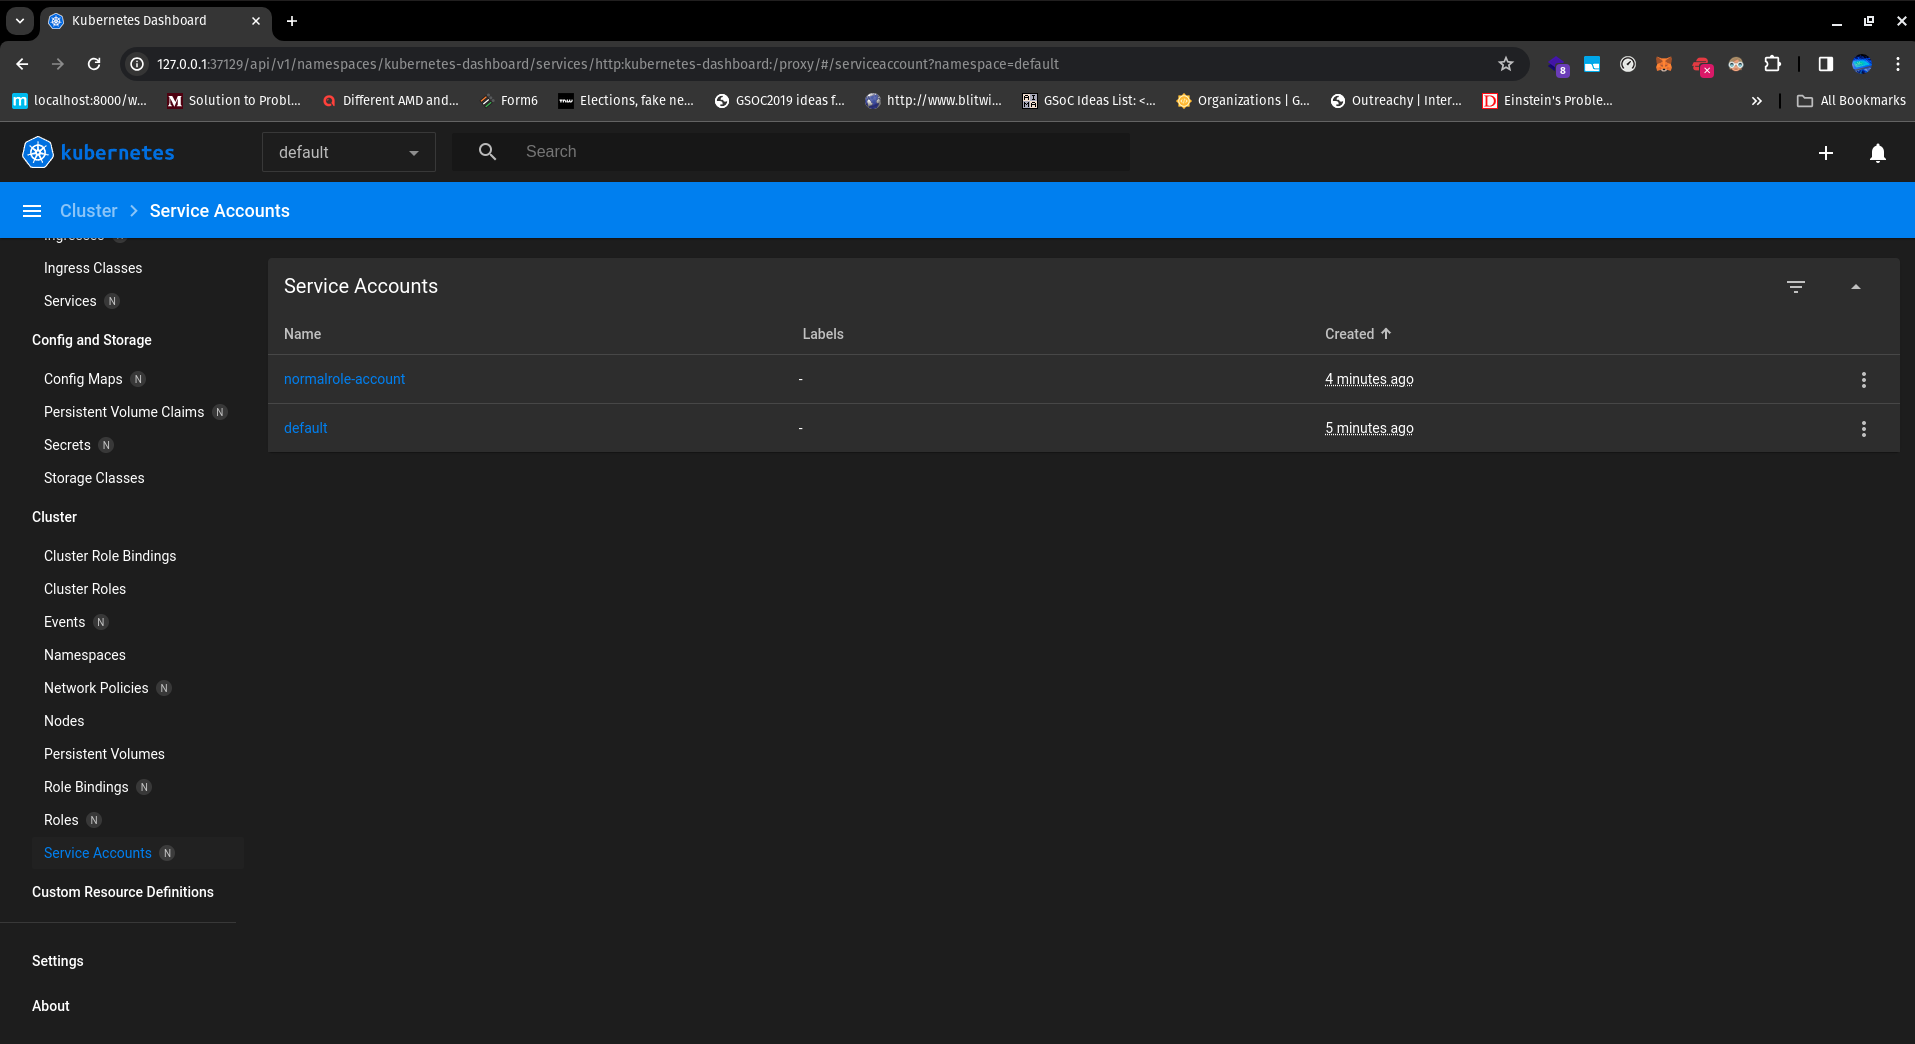 Kubernetes Dashboard
127.0.0.1:37129/api/v1/namespaces/kubernetes-dashboard/services/http:kubernetes-dashboard:/proxy/#/serviceaccount?namespace=default
8
m localhost:8000/w... M Solution to Probl... Different AMD and... Form6 TNW Elections, fake ne... GSOC2019 ideas f... http://www.blitwi... GSoC Ideas List: <... Organizations | G... Outreachy | Inter... D Einstein's Proble... » All Bookmarks
kubernetes default Search
Cluster > Service Accounts
Ingresses N
Ingress Classes
Services N
Config and Storage
Config Maps N
Persistent Volume Claims N
Secrets N
Storage Classes
Cluster
Cluster Role Bindings
Cluster Roles
Events N
Namespaces
Network Policies N
Nodes
Persistent Volumes
Role Bindings N
Roles N
Service Accounts N
Custom Resource Definitions
Settings
About
Service Accounts
Name Labels Created
normalrole-account - 4 minutes ago
default - 5 minutes ago